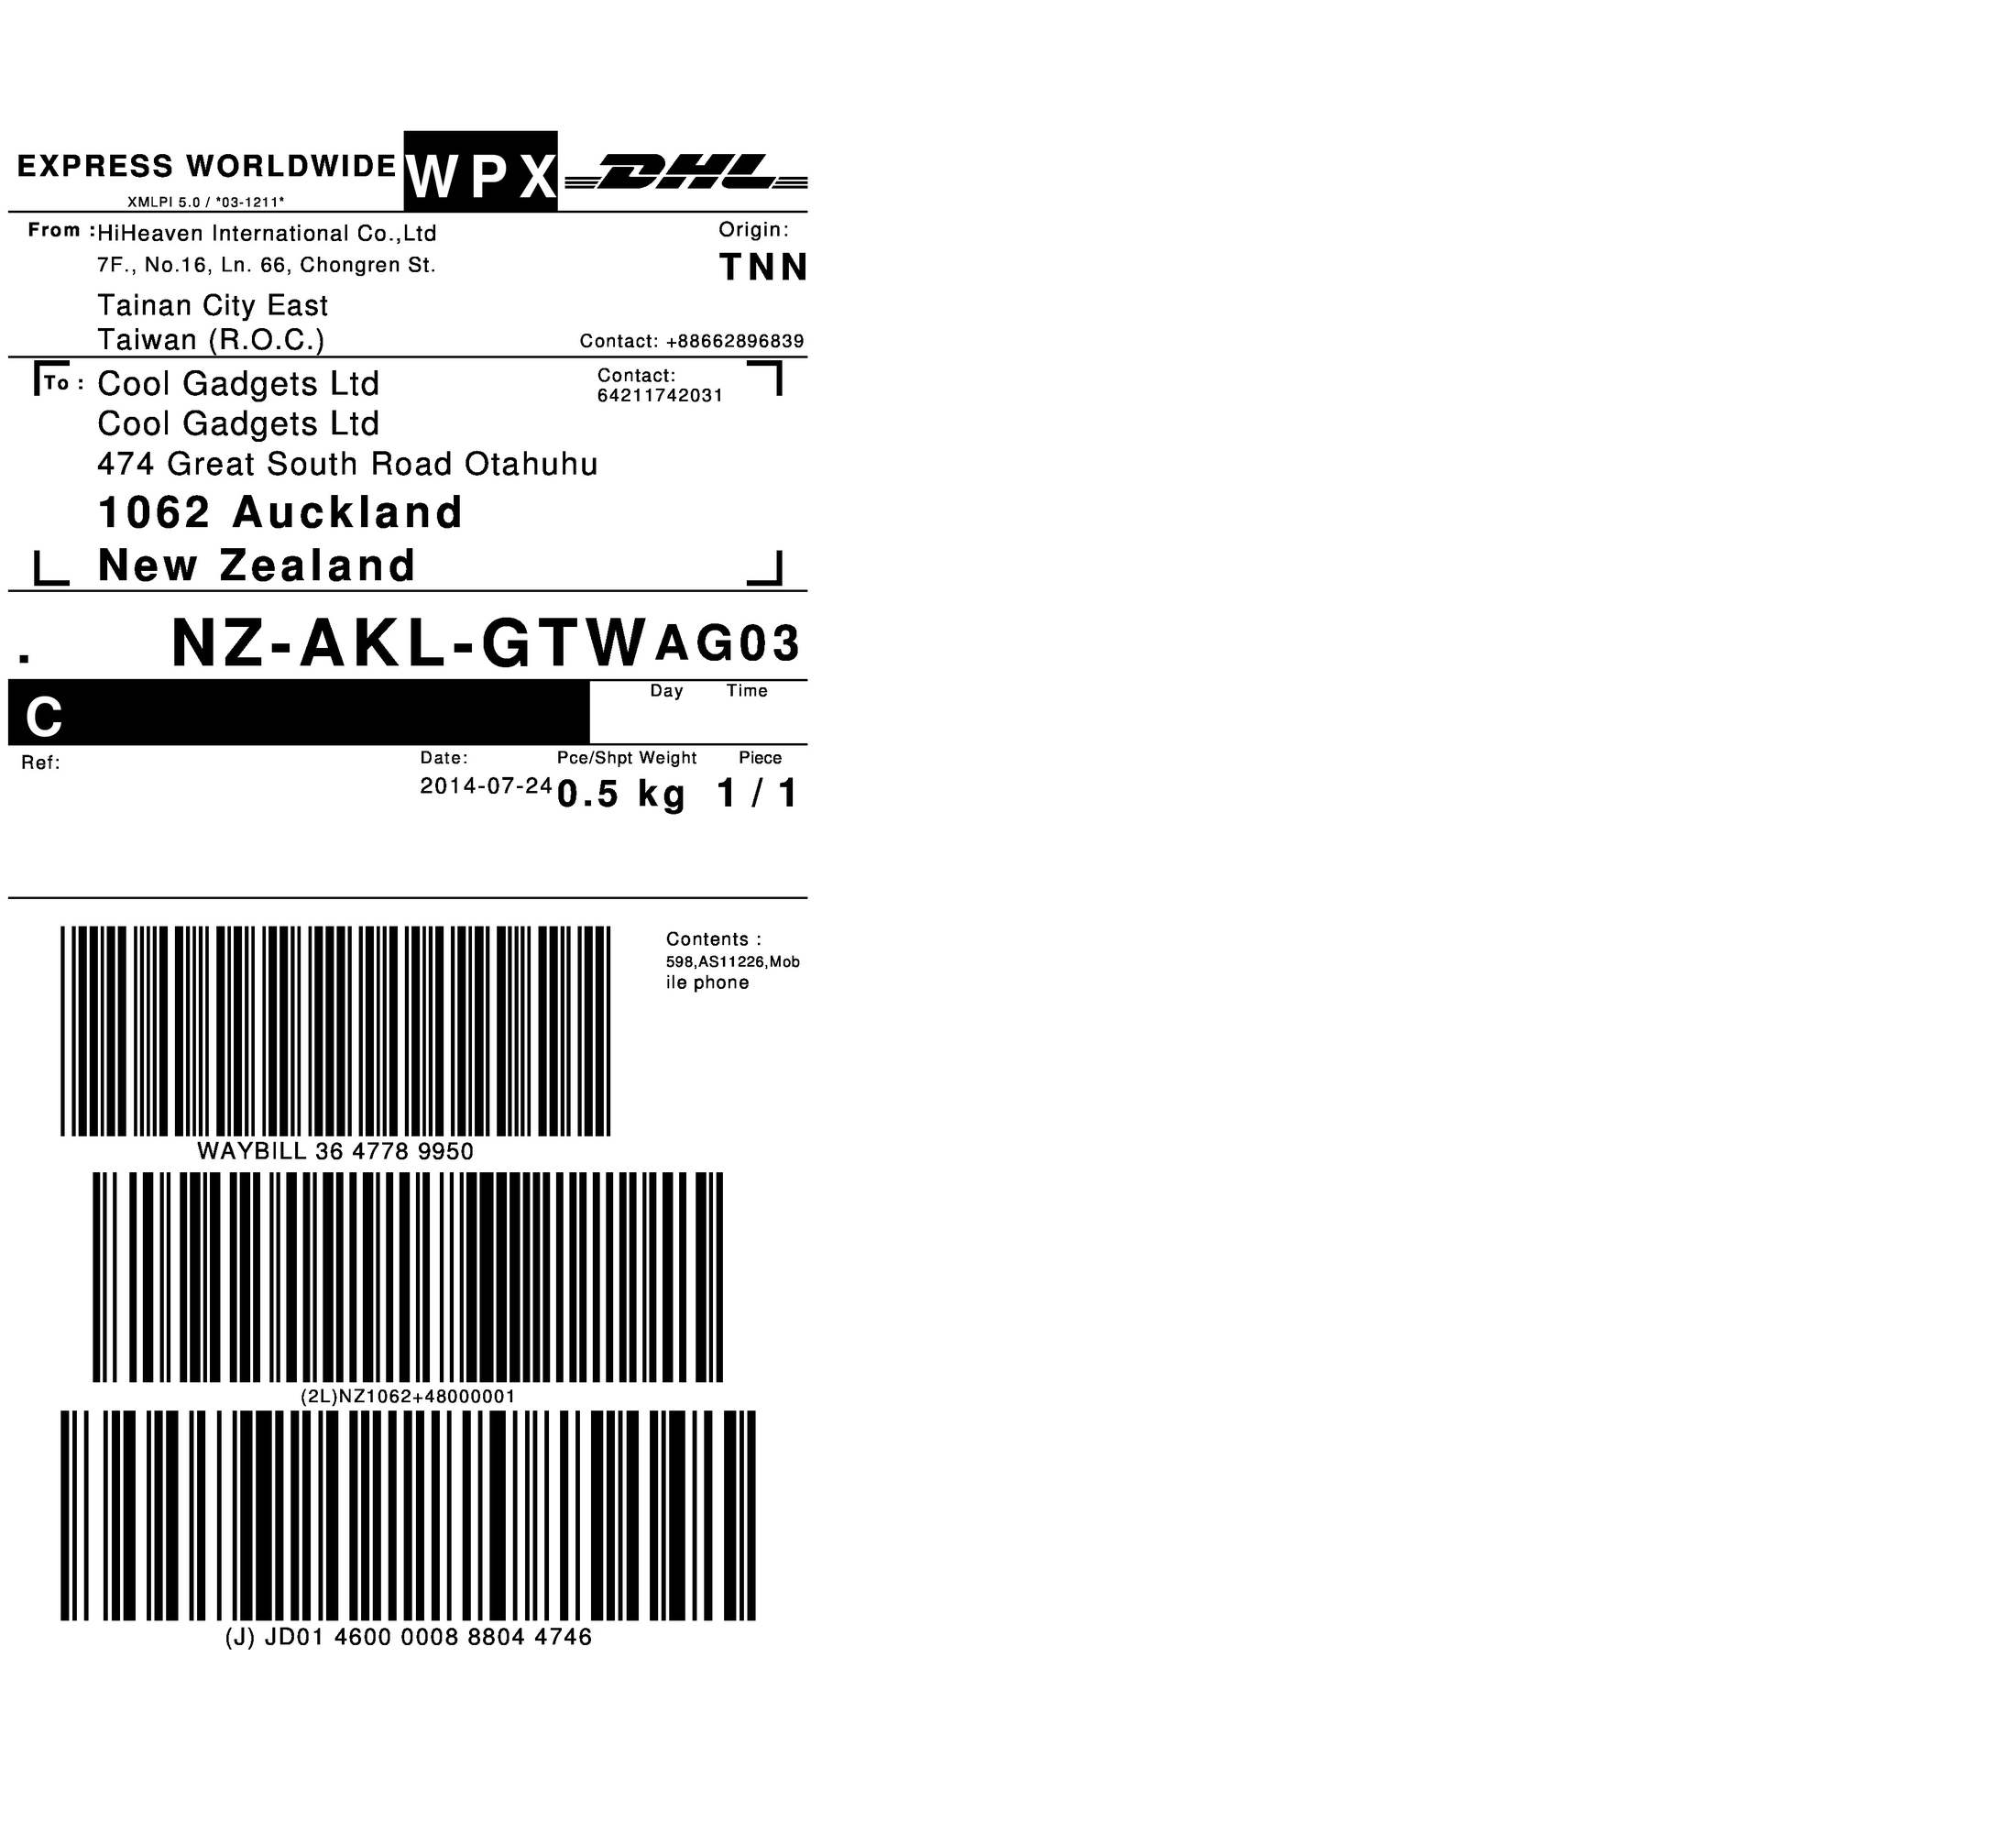 EXPRESS WORLDWIDE WPX DHL
XMLPI 5.0 / *03-1211*
From : HiHeaven International Co.,Ltd Origin:
7F., No.16, Ln. 66, Chongren St. TNN
Tainan City East
Taiwan (R.O.C.) Contact: +88662896839
To : Cool Gadgets Ltd Contact:
64211742031
Cool Gadgets Ltd
474 Great South Road Otahuhu
1062 Auckland
New Zealand
. NZ-AKL-GTW AG03
C Day Time
Ref: Date: Pce/Shpt Weight Piece
2014-07-24 0.5 kg 1 / 1
Contents :
598,AS11226,Mob
ile phone
WAYBILL 36 4778 9950
(2L)NZ1062+48000001
(J) JD01 4600 0008 8804 4746